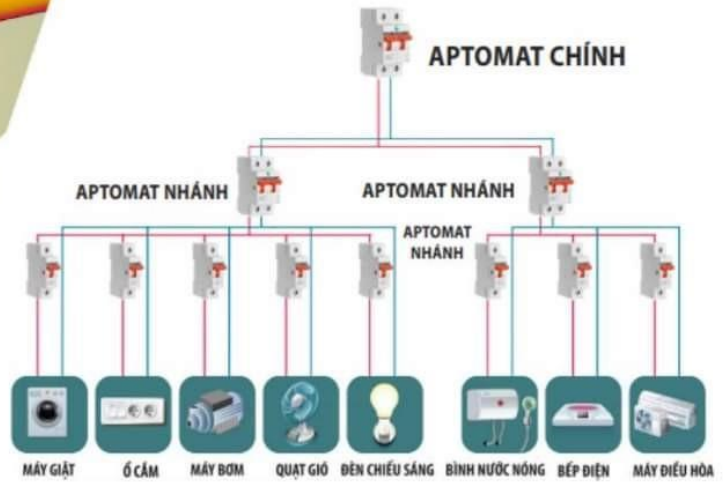 APTOMAT CHÍNH
APTOMAT NHÁNH
APTOMAT NHÁNH
APTOMAT
NHÁNH
MÁY GIẶT
Ổ CẮM
MÁY BƠM
QUẠT GIÓ
ĐÈN CHIẾU SÁNG
BÌNH NƯỚC NÓNG
BẾP ĐIỆN
MÁY ĐIỀU HÒA